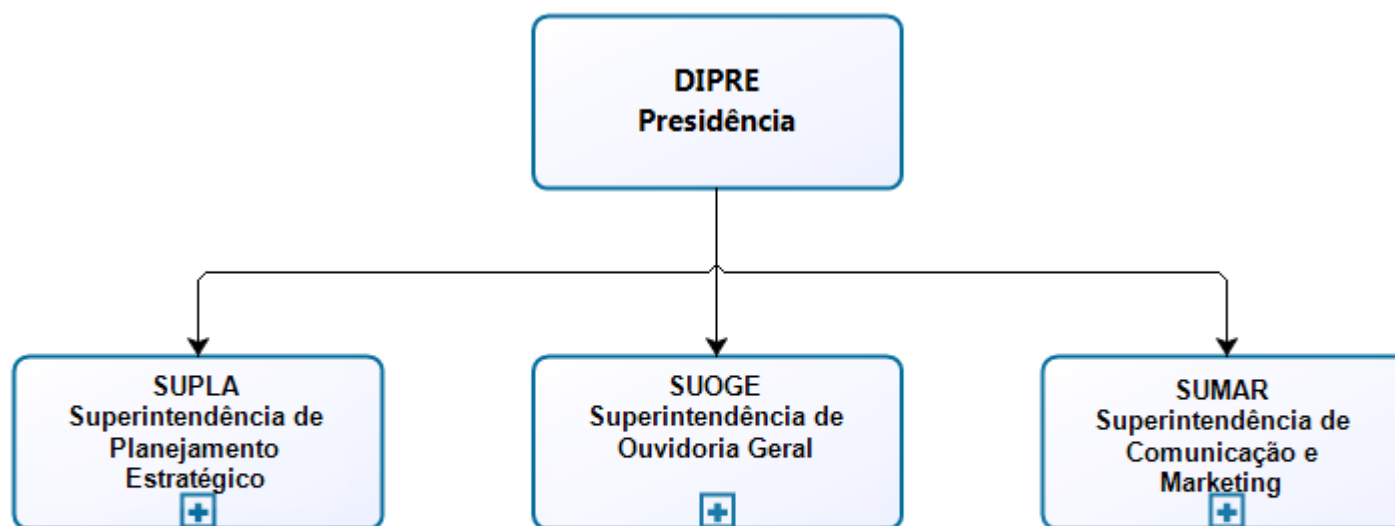 DIPRE
Presidência
SUPLA
Superintendência de
Planejamento
Estratégico
SUOGE
Superintendência de
Ouvidoria Geral
SUMAR
Superintendência de
Comunicação e
Marketing